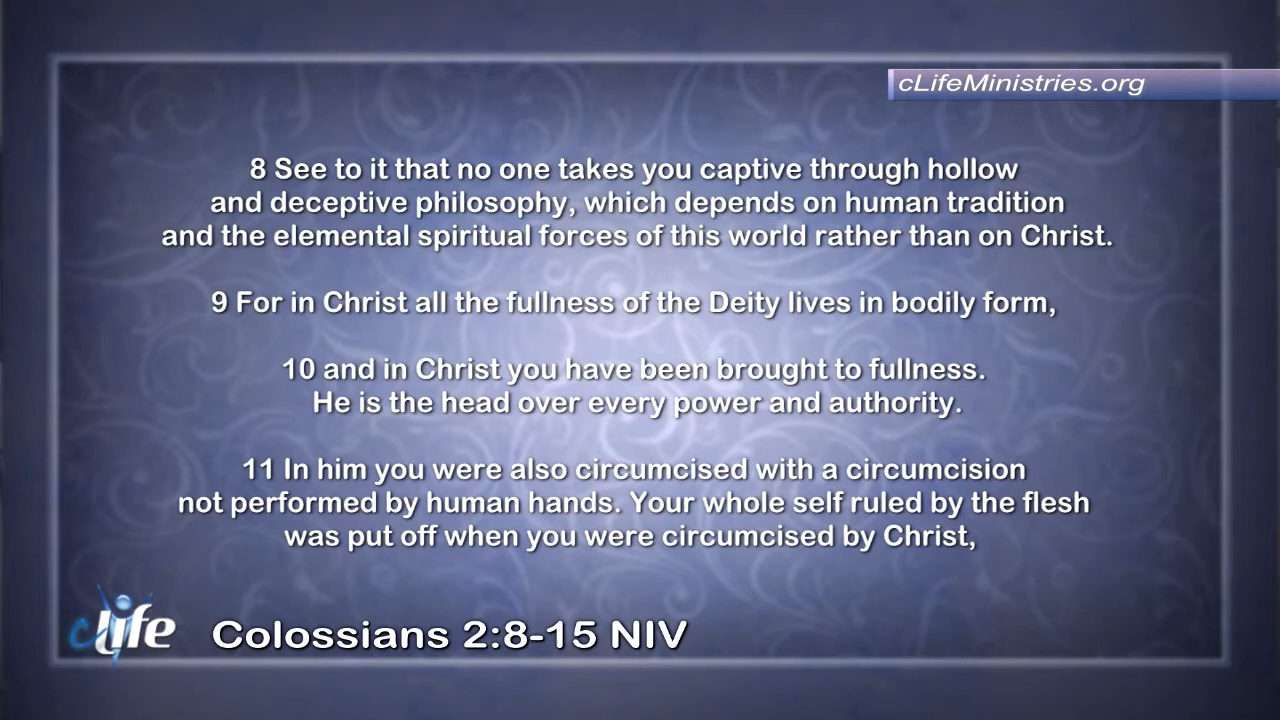 cLifeMinistries.org
8 See to it that no one takes you captive through hollow
and deceptive philosophy, which depends on human tradition
and the elemental spiritual forces of this world rather than on Christ.
9 For in Christ all the fullness of the Deity lives in bodily form,
10 and in Christ you have been brought to fullness.
He is the head over every power and authority.
11 In him you were also circumcised with a circumcision
not performed by human hands. Your whole self ruled by the flesh
was put off when you were circumcised by Christ,
cLife
Colossians 2:8-15 NIV